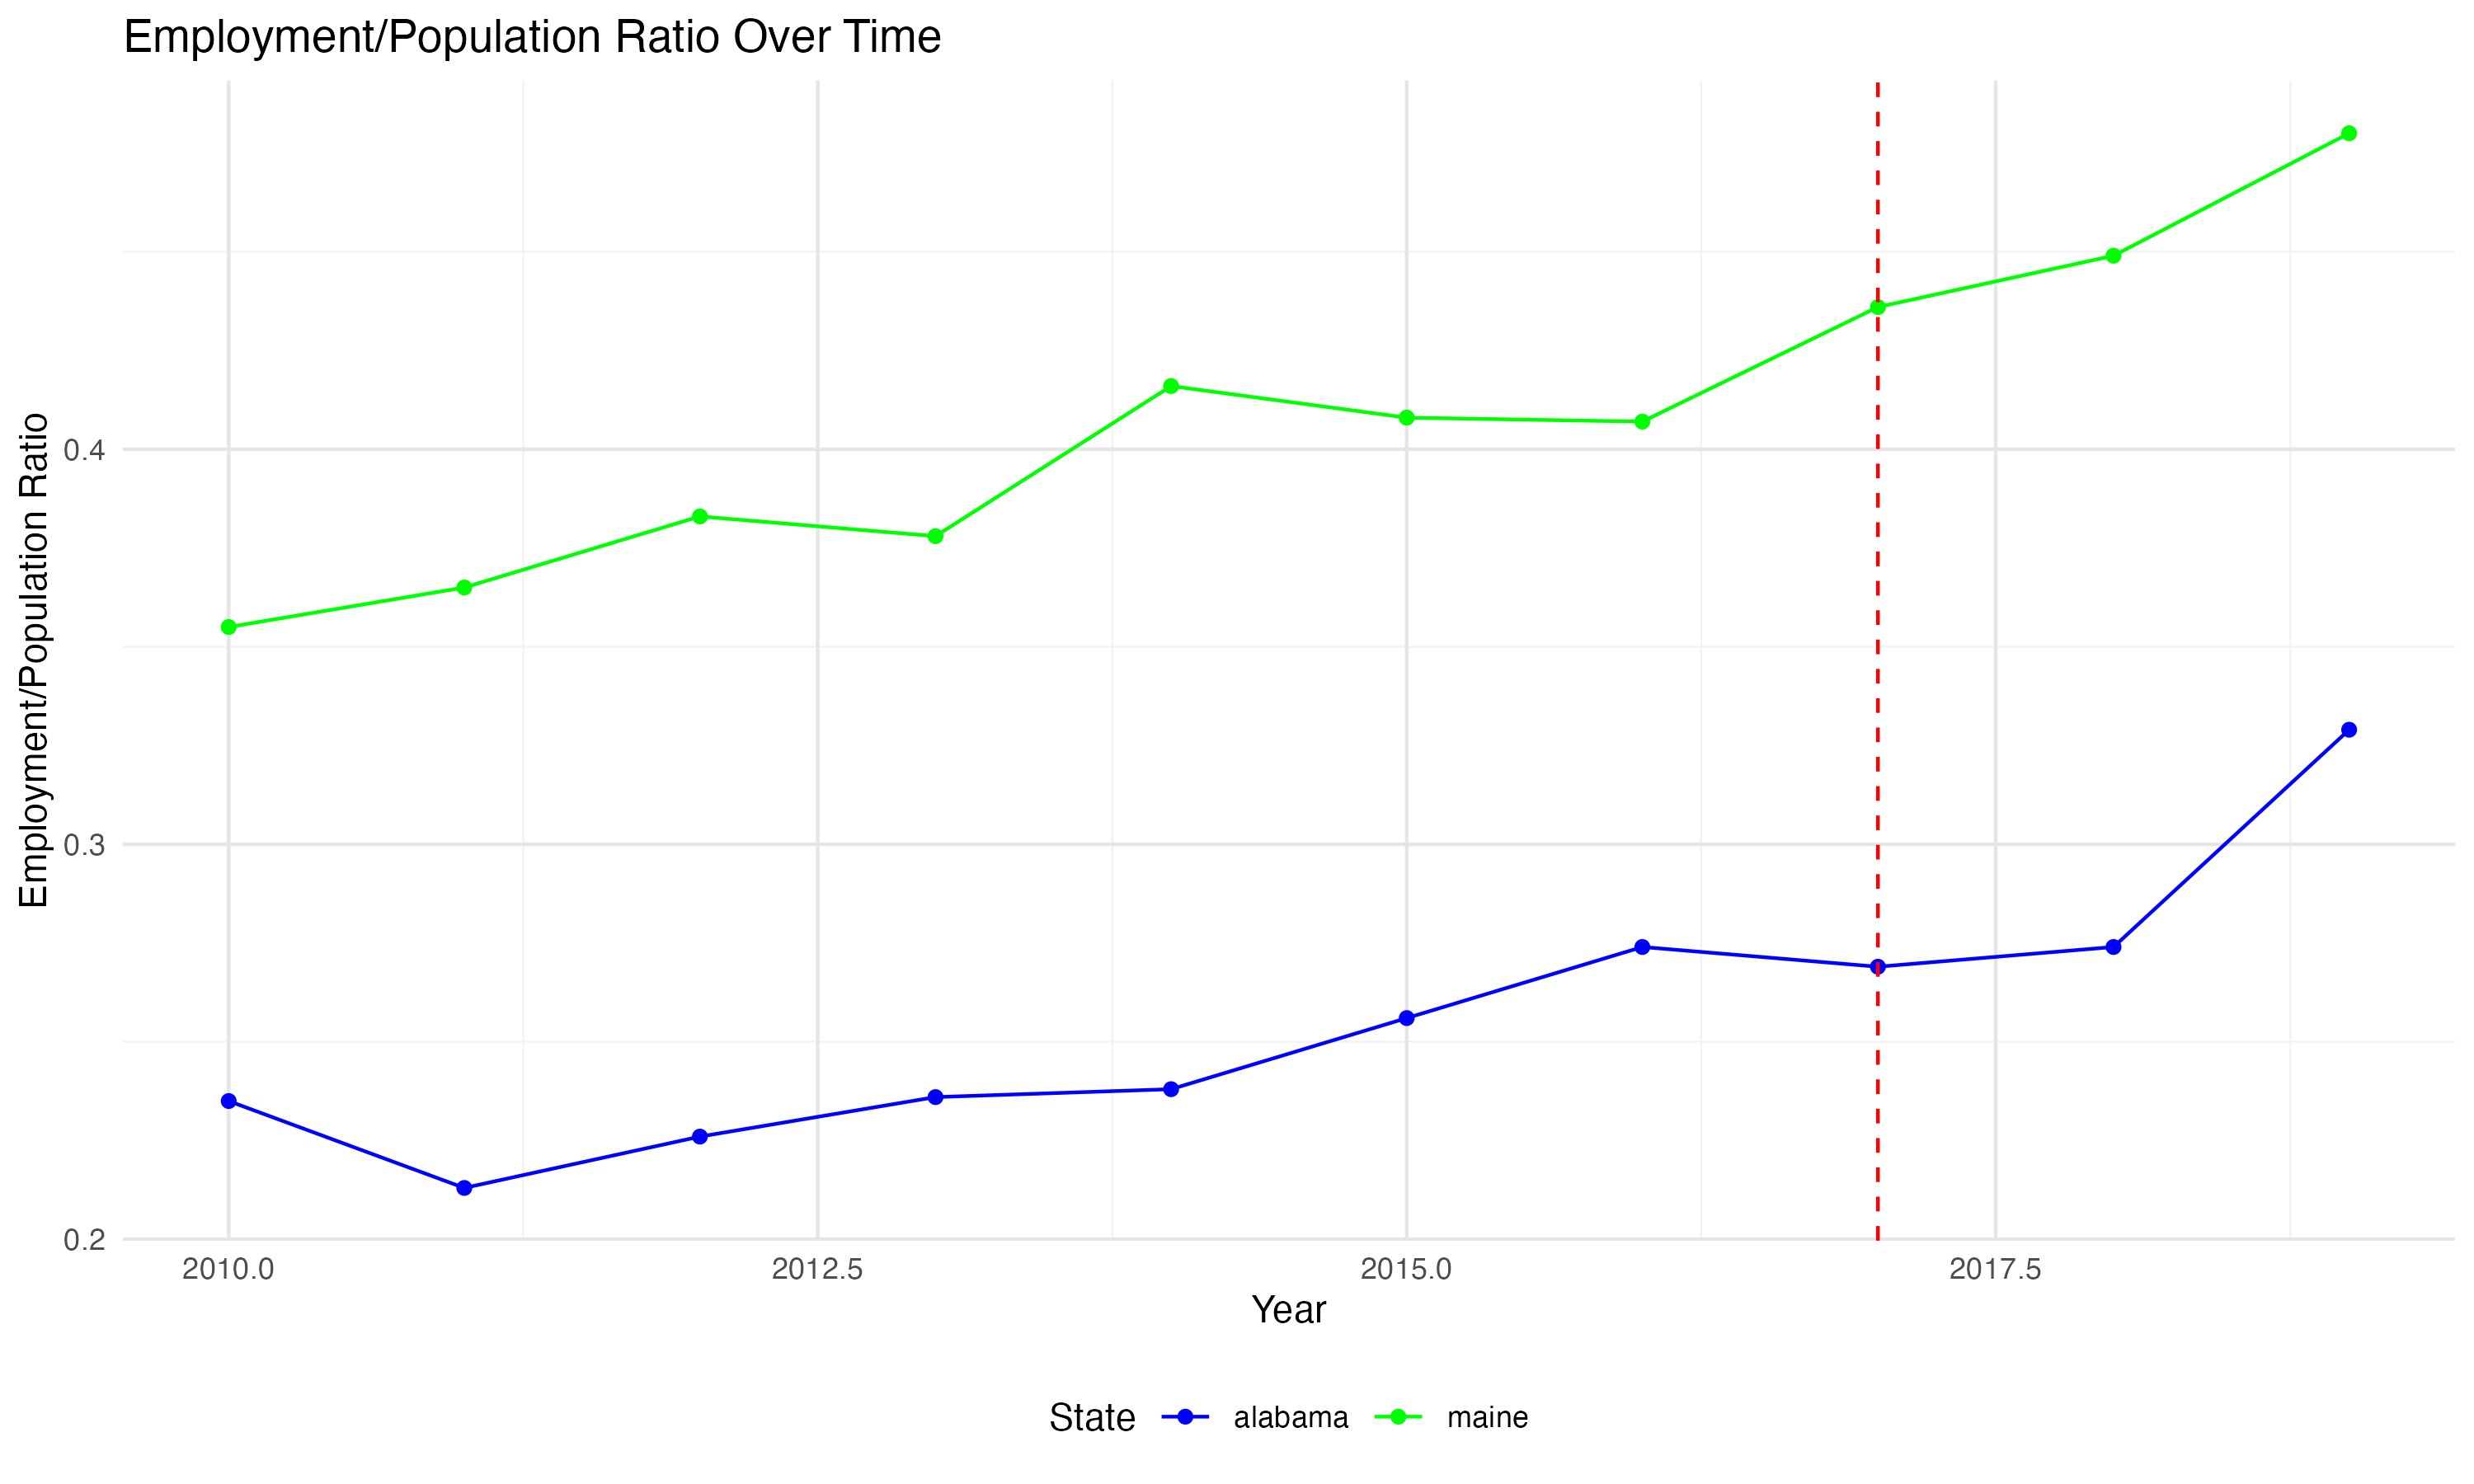 Employment/Population Ratio Over Time
Employment/Population Ratio
0.4
0.3
0.2
2010.0 2012.5 2015.0 2017.5
Year
State alabama maine